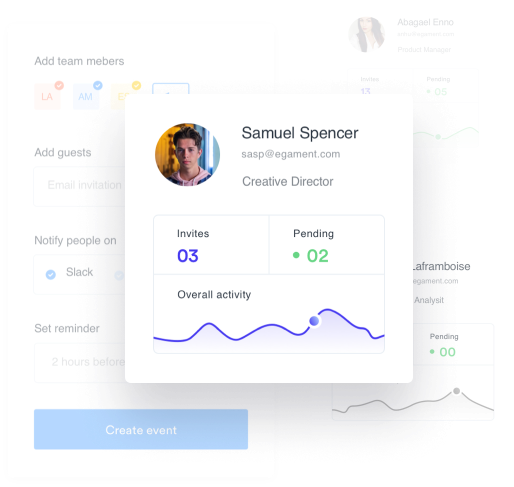 Add team mebers
LA
AM
Add guests
Email invitation
Notify people on
Slack
Set reminder
2 hours before
Create event
Samuel Spencer
sasp@egament.com
Creative Director
Invites
03
Pending
02
Overall activity
Abagael Enno
Product Manager
Invites
13
Pending
05
Laframboise
egament.com
Analysit
Pending
00